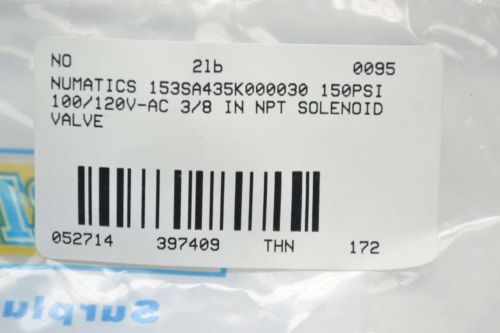 NO 2lb 0095
NUMATICS 153SA435K000030 150PSI
100/120V-AC 3/8 IN NPT SOLENOID
VALVE
052714 397409 THN 172
Surplu